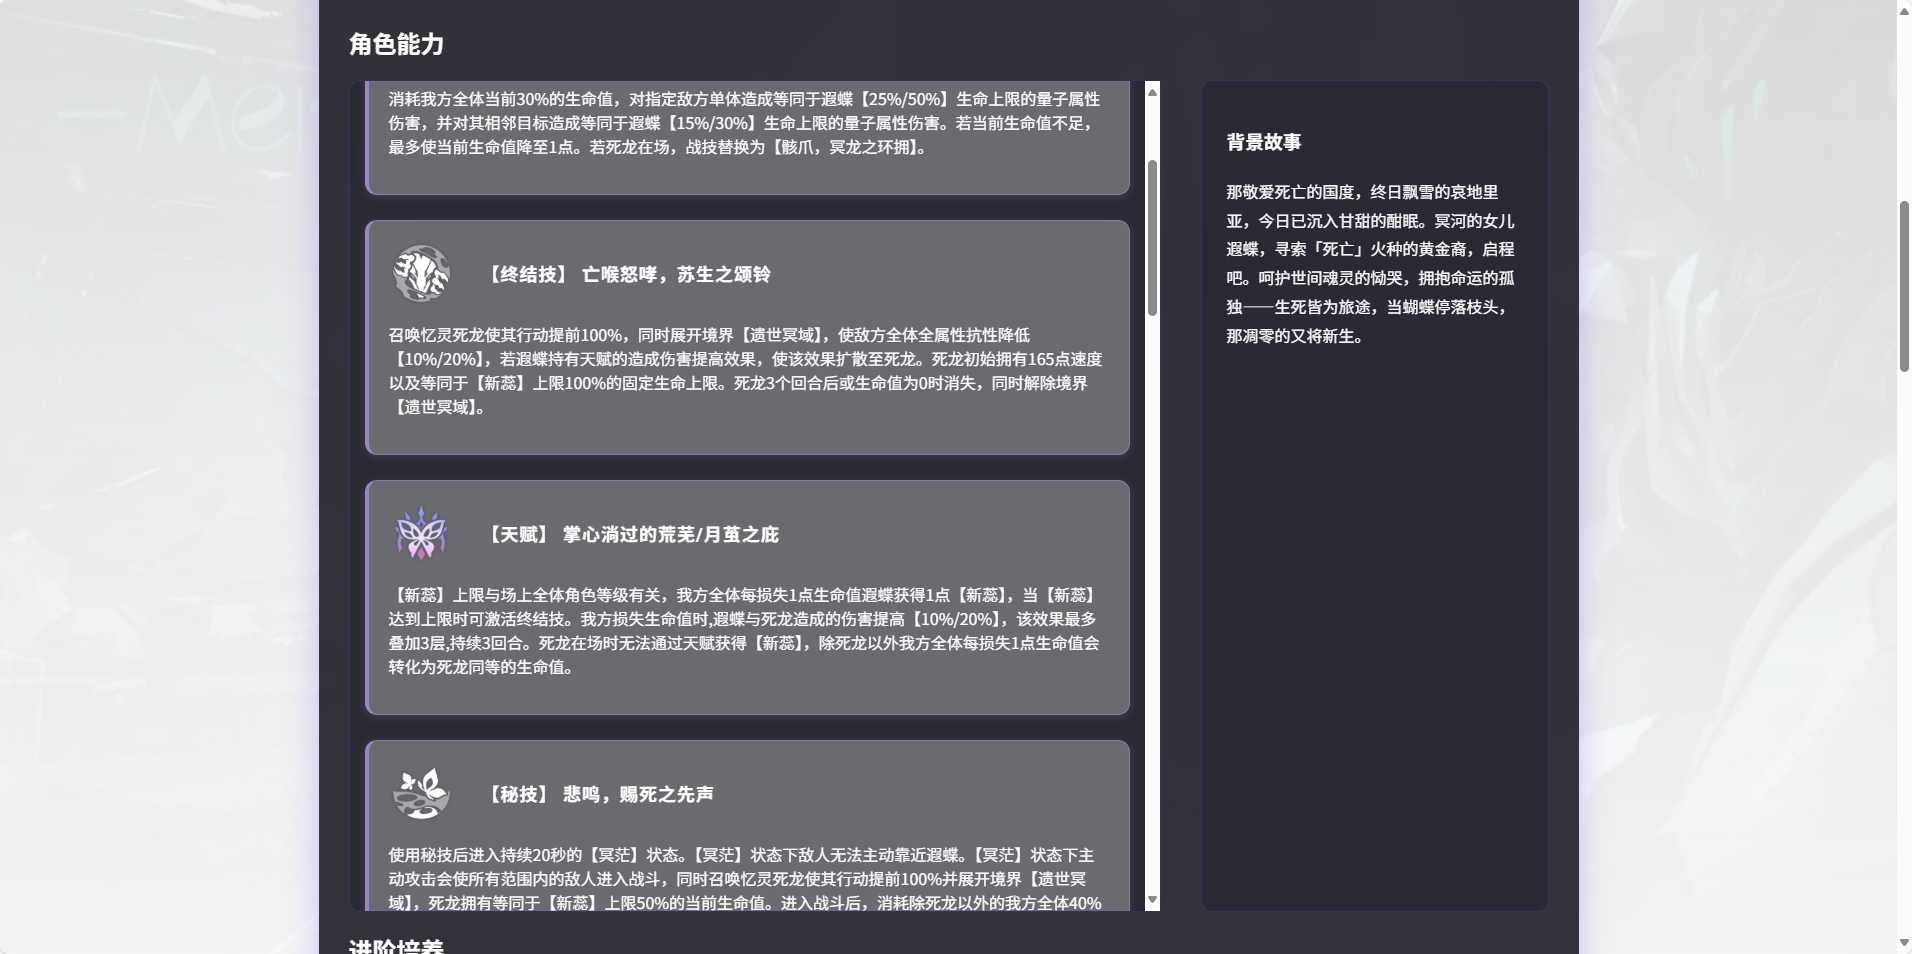 角色能力
消耗我方全体当前30%的生命值，对指定敌方单体造成等同于遐蝶【25%/50%】生命上限的量子属性
伤害，并对其相邻目标造成等同于遐蝶【15%/30%】生命上限的量子属性伤害。若当前生命值不足，
最多使当前生命值降至1点。若死龙在场，战技替换为【骸爪，冥龙之环拥】。
【终结技】 亡喉怒哮，苏生之颂铃
召唤忆灵死龙使其行动提前100%，同时展开境界【遗世冥域】，使敌方全体全属性抗性降低
【10%/20%】，若遐蝶持有天赋的造成伤害提高效果，使该效果扩散至死龙。死龙初始拥有165点速度
以及等同于【新蕊】上限100%的固定生命上限。死龙3个回合后或生命值为0时消失，同时解除境界
【遗世冥域】。
【天赋】 掌心淌过的荒芜/月茧之庇
【新蕊】上限与场上全体角色等级有关，我方全体每损失1点生命值遐蝶获得1点【新蕊】，当【新蕊】
达到上限时可激活终结技。我方损失生命值时,遐蝶与死龙造成的伤害提高【10%/20%】，该效果最多
叠加3层,持续3回合。死龙在场时无法通过天赋获得【新蕊】，除死龙以外我方全体每损失1点生命值会
转化为死龙同等的生命值。
【秘技】 悲鸣，赐死之先声
使用秘技后进入持续20秒的【冥茫】状态。【冥茫】状态下敌人无法主动靠近遐蝶。【冥茫】状态下主
动攻击会使所有范围内的敌人进入战斗，同时召唤忆灵死龙使其行动提前100%并展开境界【遗世冥
域】，死龙拥有等同于【新蕊】上限50%的当前生命值。进入战斗后，消耗除死龙以外的我方全体40%
背景故事
那敬爱死亡的国度，终日飘雪的哀地里
亚，今日已沉入甘甜的酣眠。冥河的女儿
遐蝶，寻索「死亡」火种的黄金裔，启程
吧。呵护世间魂灵的恸哭，拥抱命运的孤
独——生死皆为旅途，当蝴蝶停落枝头，
那凋零的又将新生。
进阶培养